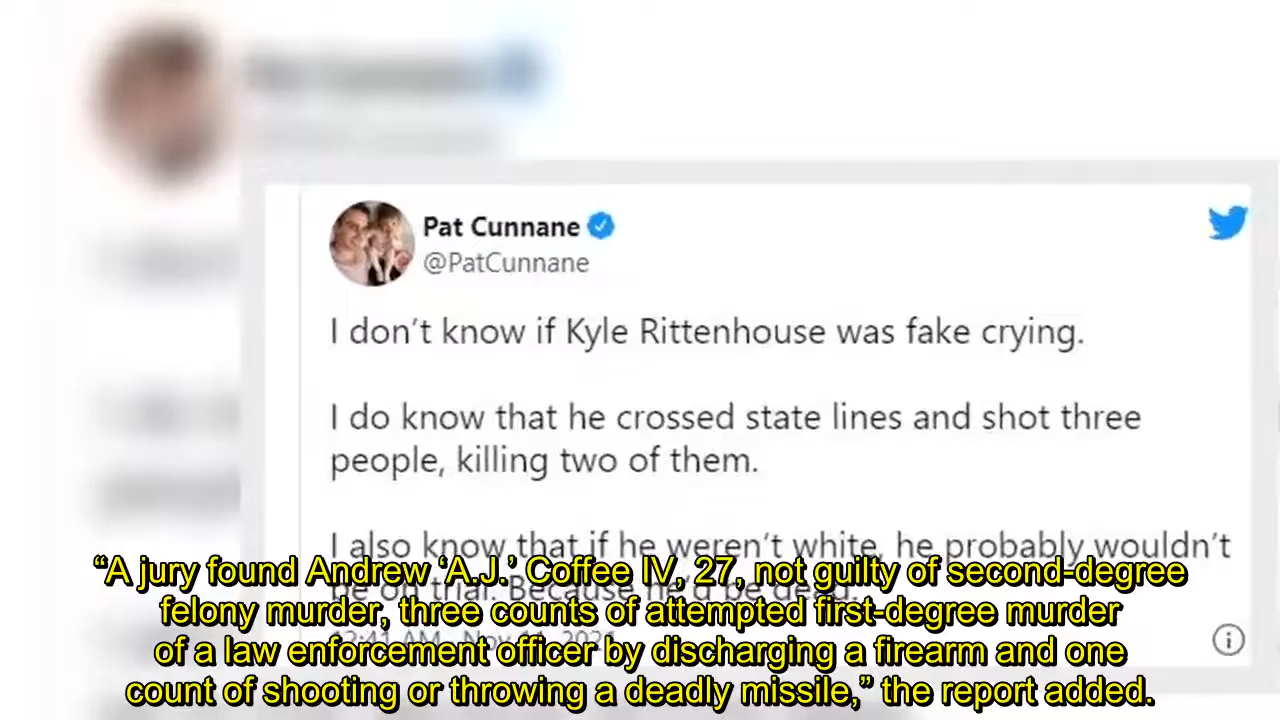 Pat Cunnane
@PatCunnane
I don't know if Kyle Rittenhouse was fake crying.
I do know that he crossed state lines and shot three
people, killing two of them.
I also know that if he weren't white, he probably wouldn't
be on trial. Because he'd be dead.
“A jury found Andrew ‘A.J.’ Coffee IV, 27, not guilty of second-degree
felony murder, three counts of attempted first-degree murder
of a law enforcement officer by discharging a firearm and one
count of shooting or throwing a deadly missile,” the report added.